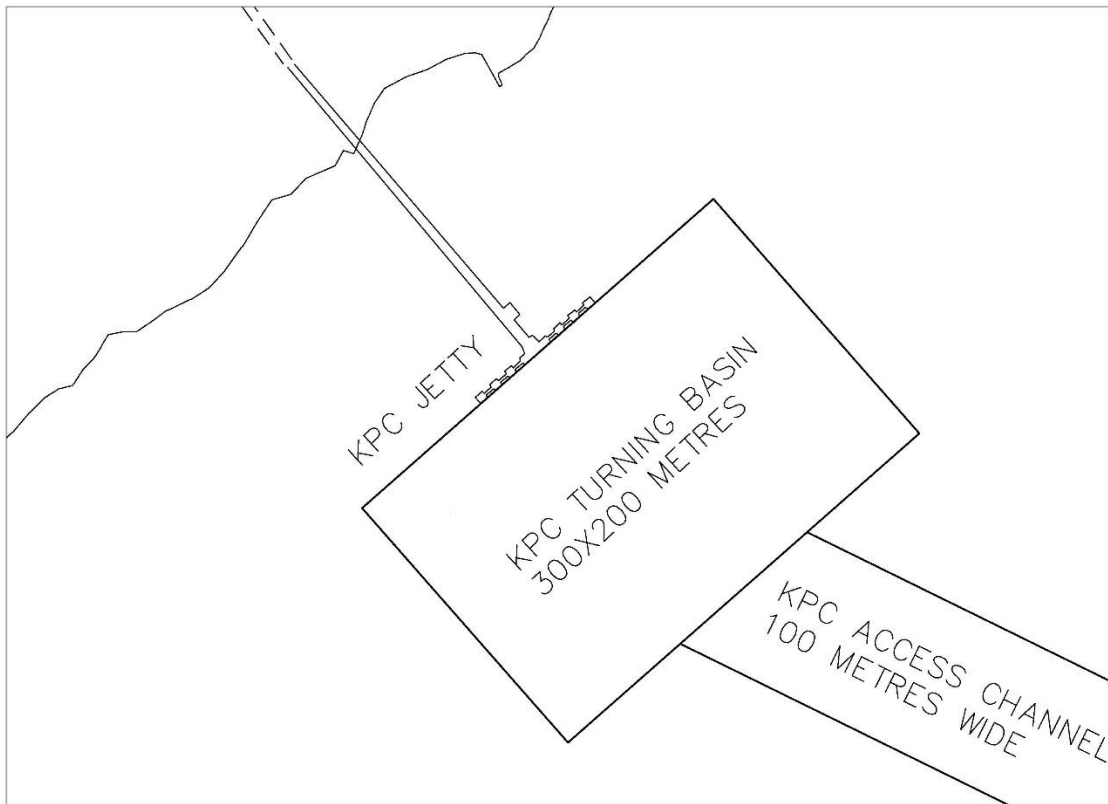 KPC JETTY
KPC TURNING BASIN
300X200 METRES
KPC ACCESS CHANNEL
100 METRES WIDE